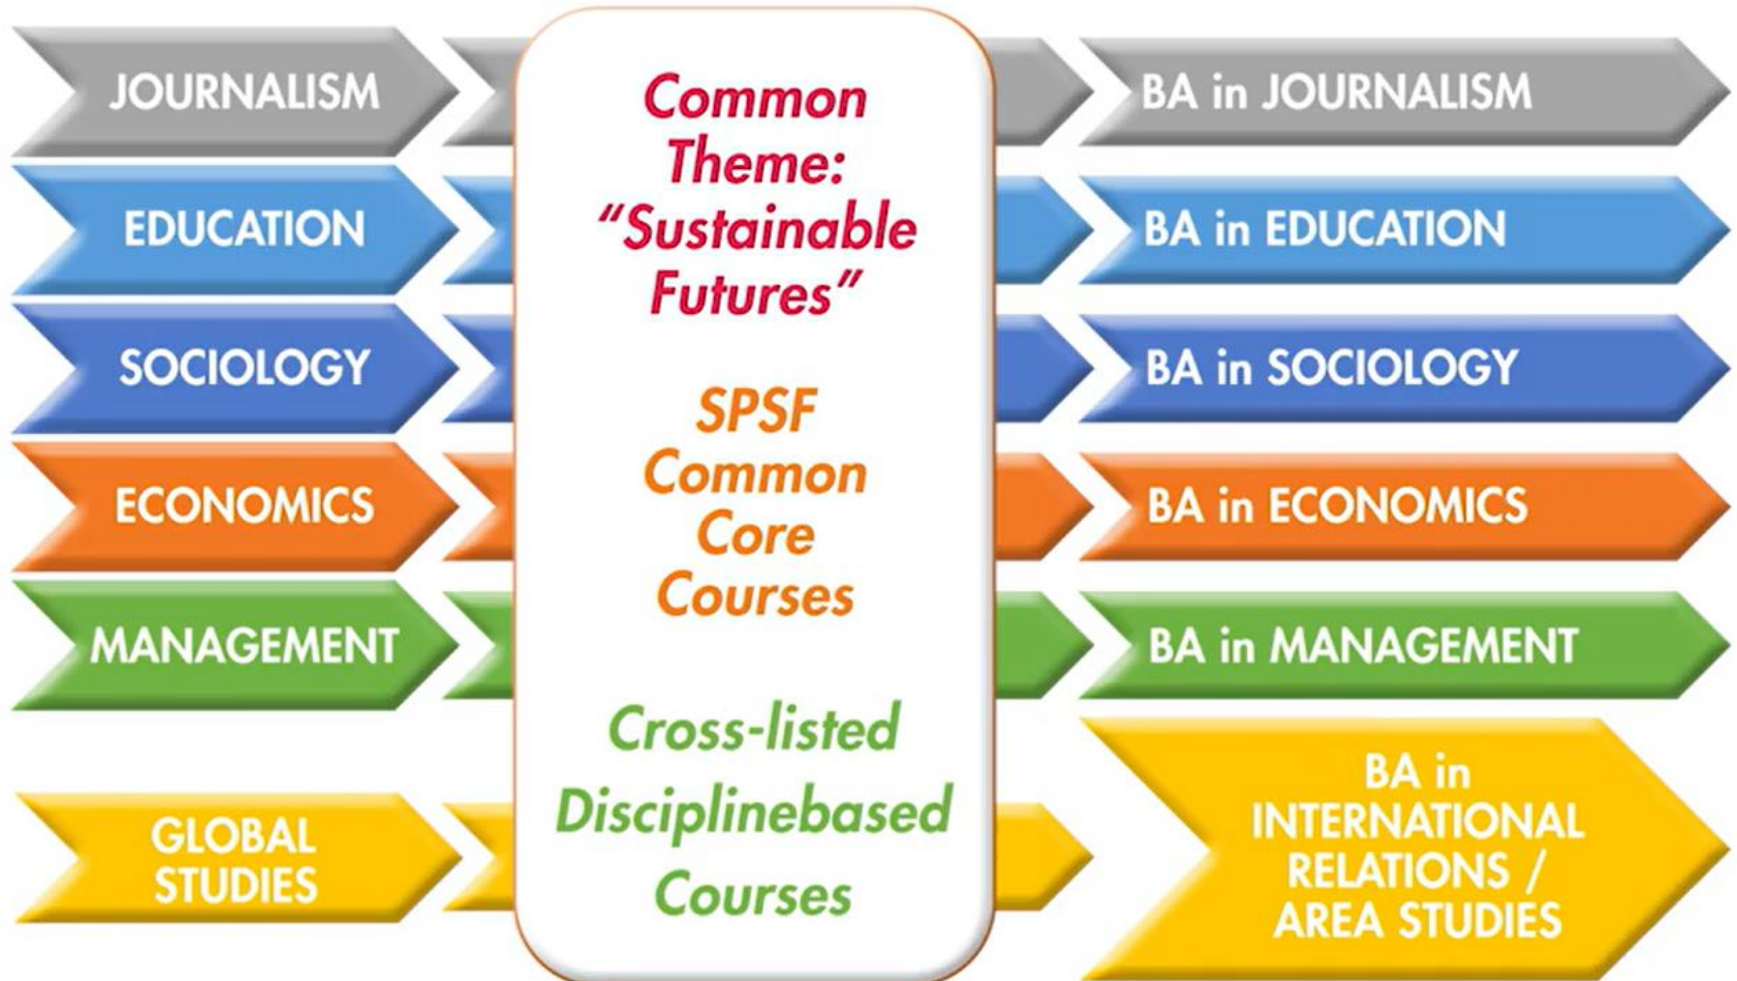 JOURNALISM
EDUCATION
SOCIOLOGY
ECONOMICS
MANAGEMENT
GLOBAL
STUDIES
Common
Theme:
“Sustainable
Futures”
SPSF
Common
Core
Courses
Cross-listed
Disciplinebased
Courses
BA in JOURNALISM
BA in EDUCATION
BA in SOCIOLOGY
BA in ECONOMICS
BA in MANAGEMENT
BA in
INTERNATIONAL
RELATIONS /
AREA STUDIES